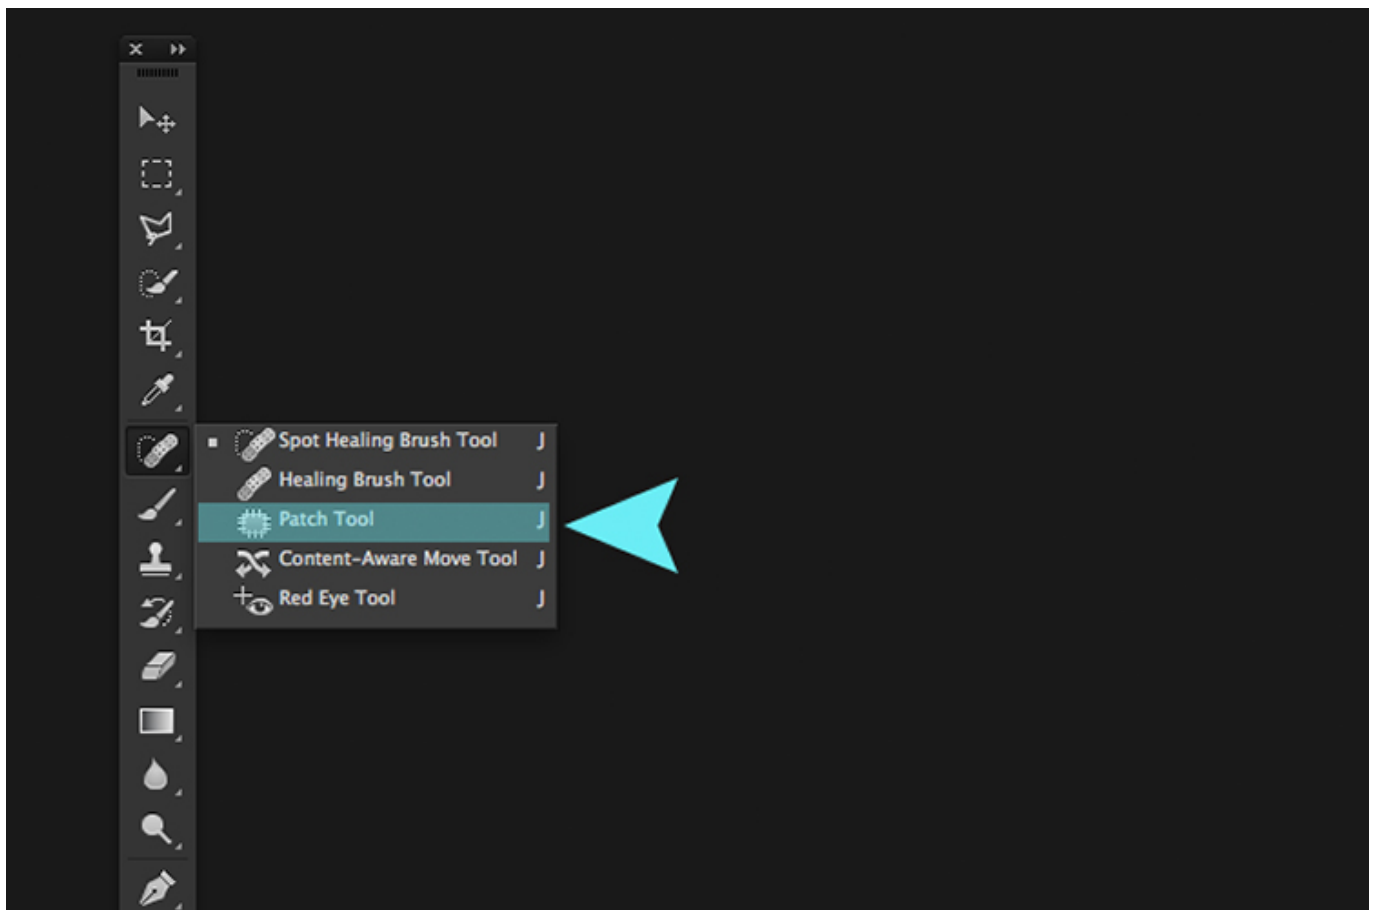 Spot Healing Brush Tool J
Healing Brush Tool J
Patch Tool J
Content-Aware Move Tool J
Red Eye Tool J